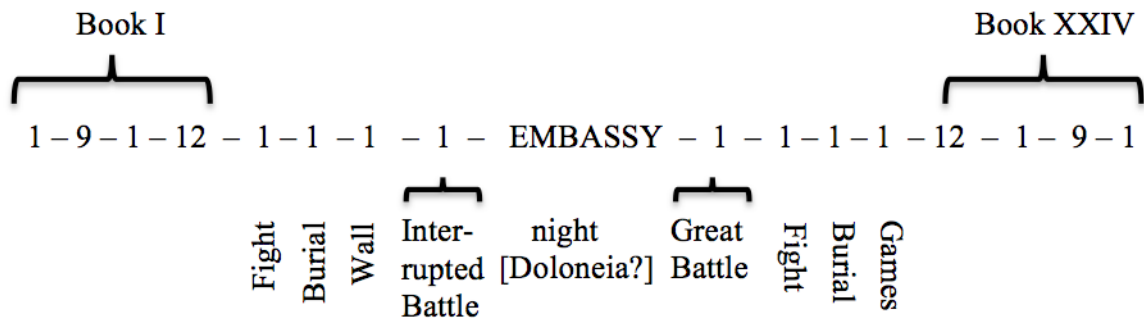 Book I Book XXIV
1 – 9 – 1 – 12 – 1 – 1 – 1 – 1 – EMBASSY – 1 – 1 – 1 – 1 – 12 – 1 – 9 – 1
Fight
Burial
Wall
Inter-
rupted
Battle
night
[Doloneia?]
Great
Battle
Fight
Burial
Games